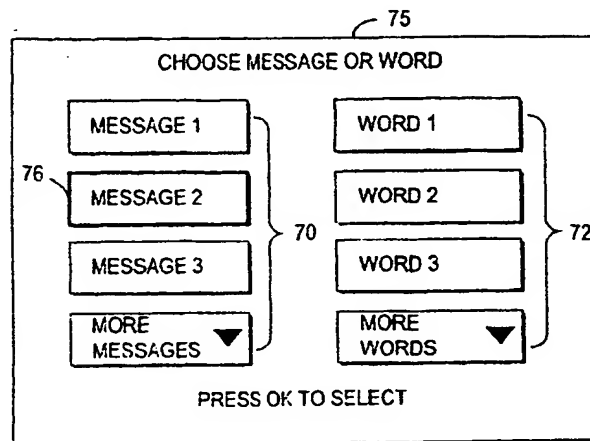 75
CHOOSE MESSAGE OR WORD
MESSAGE 1
WORD 1
76
MESSAGE 2
WORD 2
70
72
MESSAGE 3
WORD 3
MORE
MESSAGES
MORE
WORDS
PRESS OK TO SELECT